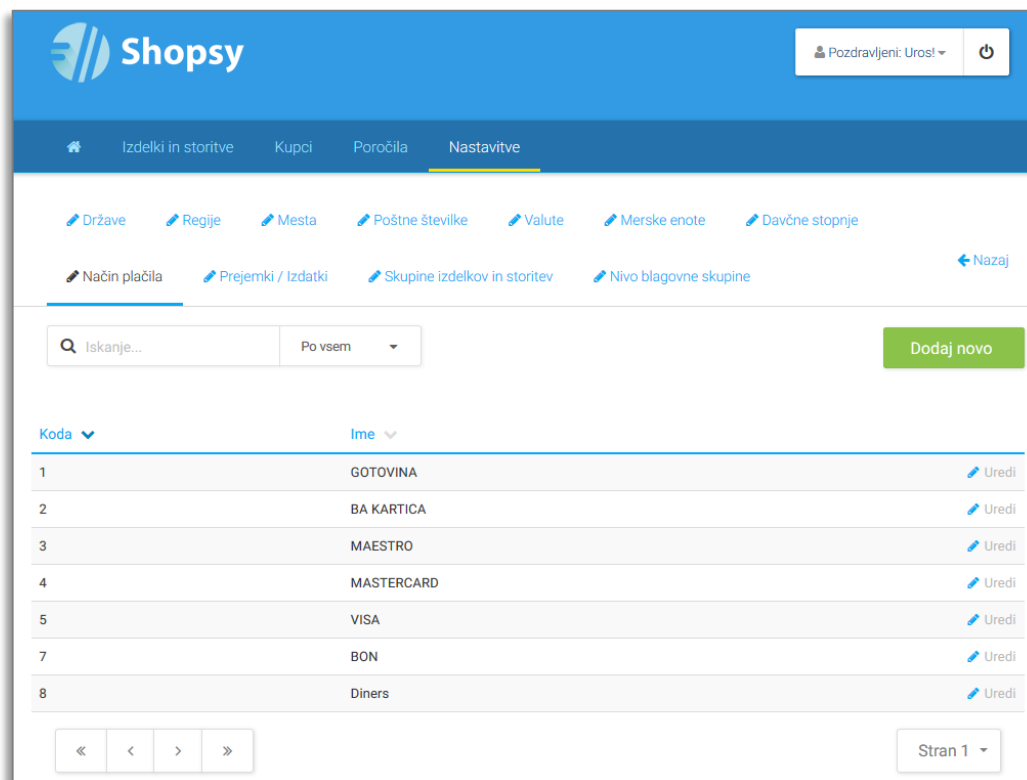 Shopsy
Pozdravljeni: Uros!
Izdelki in storitve Kupci Poročila Nastavitve
Države Regije Mesta Poštne številke Valute Merske enote Davčne stopnje
Nazaj
Način plačila Prejemki / Izdatki Skupine izdelkov in storitev Nivo blagovne skupine
Iskanje... Po vsem Dodaj novo
Koda Ime
1 GOTOVINA Uredi
2 BA KARTICA Uredi
3 MAESTRO Uredi
4 MASTERCARD Uredi
5 VISA Uredi
7 BON Uredi
8 Diners Uredi
« < > » Stran 1